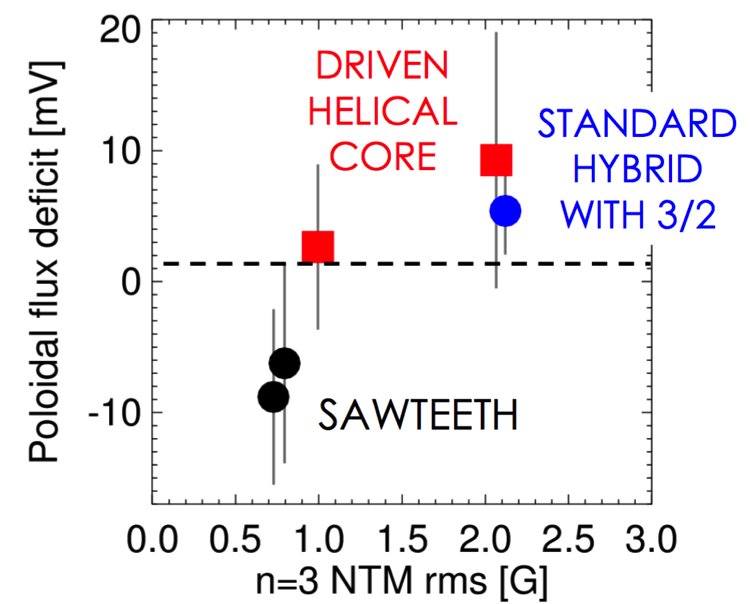 20
10
0
-10
Poloidal flux deficit [mV]
DRIVEN
HELICAL
CORE
STANDARD
HYBRID
WITH 3/2
SAWTEETH
0.0 0.5 1.0 1.5 2.0 2.5 3.0
n=3 NTM rms [G]